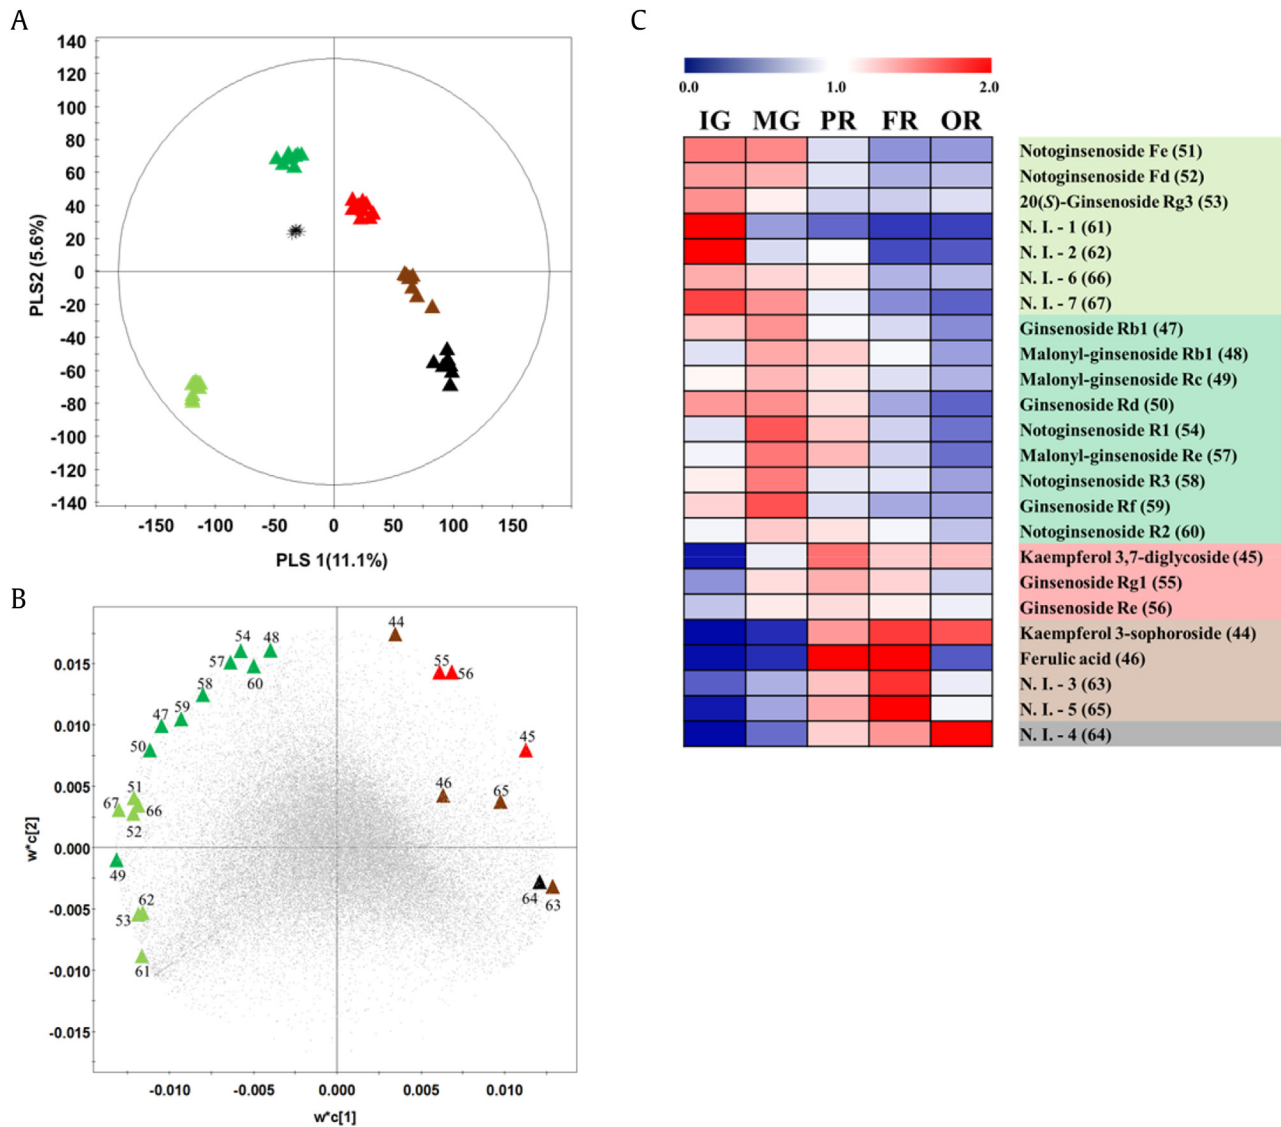 A
140
120
100
80
60
40
20
0
-20
-40
-60
-80
-100
-120
-140
PLS2 (5.6%)
-150 -100 -50 0 50 100 150
PLS 1(11.1%)
B
0.015
0.010
0.005
0.000
-0.005
-0.010
-0.015
w*c[2]
44
54 48
57
60
55
56
58
59
47
50
45
51
67
66
52
46
65
49
62
53
61
64
63
-0.010 -0.005 0.000 0.005 0.010
w*c[1]
C
0.0 1.0 2.0
IG MG PR FR OR
Notoginsenoside Fe (51)
Notoginsenoside Fd (52)
20(S)-Ginsenoside Rg3 (53)
N. I. - 1 (61)
N. I. - 2 (62)
N. I. - 6 (66)
N. I. - 7 (67)
Ginsenoside Rb1 (47)
Malonyl-ginsenoside Rb1 (48)
Malonyl-ginsenoside Rc (49)
Ginsenoside Rd (50)
Notoginsenoside R1 (54)
Malonyl-ginsenoside Re (57)
Notoginsenoside R3 (58)
Ginsenoside Rf (59)
Notoginsenoside R2 (60)
Kaempferol 3,7-diglycoside (45)
Ginsenoside Rg1 (55)
Ginsenoside Re (56)
Kaempferol 3-sophoroside (44)
Ferulic acid (46)
N. I. - 3 (63)
N. I. - 5 (65)
N. I. - 4 (64)